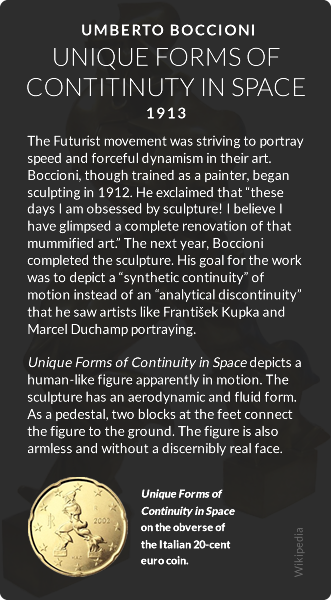 UMBERTO BOCCIONI
UNIQUE FORMS OF
CONTITINUTY IN SPACE
1913
The Futurist movement was striving to portray
speed and forceful dynamism in their art.
Boccioni, though trained as a painter, began
sculpting in 1912. He exclaimed that “these
days I am obsessed by sculpture! I believe I
have glimpsed a complete renovation of that
mummified art.” The next year, Boccioni
completed the sculpture. His goal for the work
was to depict a “synthetic continuity” of
motion instead of an “analytical discontinuity”
that he saw artists like František Kupka and
Marcel Duchamp portraying.
Unique Forms of Continuity in Space depicts a
human-like figure apparently in motion. The
sculpture has an aerodynamic and fluid form.
As a pedestal, two blocks at the feet connect
the figure to the ground. The figure is also
armless and without a discernibly real face.
Unique Forms of
Continuity in Space
on the obverse of
the Italian 20-cent
euro coin.
2002
Wikipedia